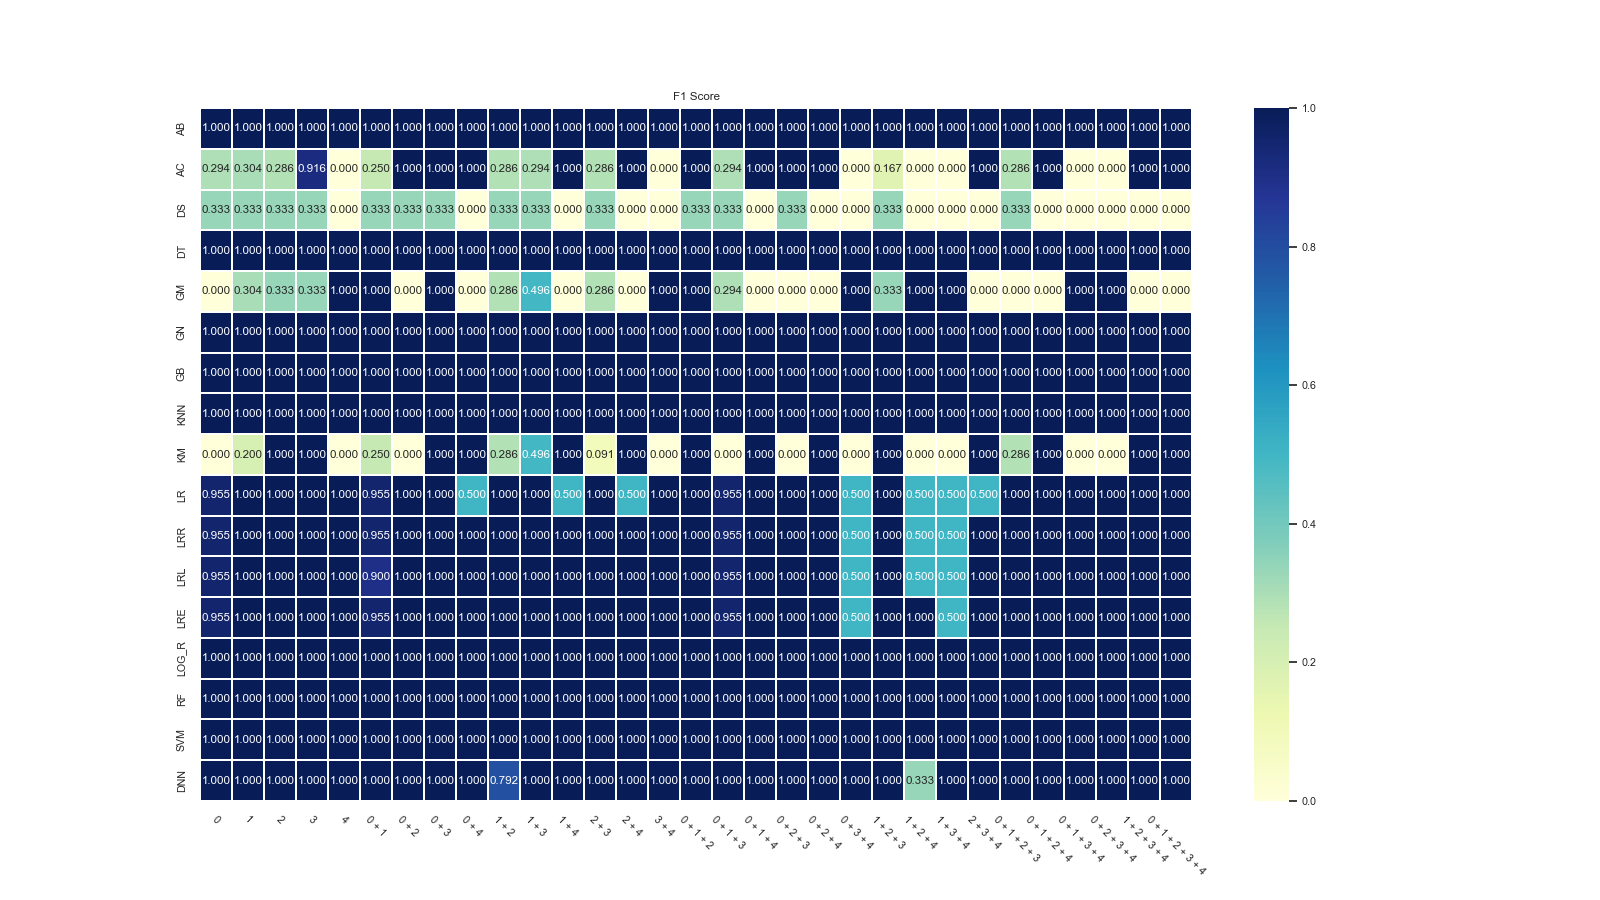 F1 Score
AB 1.000 1.000 1.000 1.000 1.000 1.000 1.000 1.000 1.000 1.000 1.000 1.000 1.000 1.000 1.000 1.000 1.000 1.000 1.000 1.000 1.000 1.000 1.000 1.000 1.000 1.000 1.000 1.000 1.000 1.000 1.000
AC 0.294 0.304 0.286 0.916 0.000 0.250 1.000 1.000 1.000 0.286 0.294 1.000 0.286 1.000 0.000 1.000 0.294 1.000 1.000 1.000 0.000 0.167 0.000 0.000 1.000 0.286 1.000 0.000 0.000 1.000 1.000
DS 0.333 0.333 0.333 0.333 0.000 0.333 0.333 0.333 0.000 0.333 0.333 0.000 0.333 0.000 0.000 0.333 0.333 0.000 0.333 0.000 0.000 0.333 0.000 0.000 0.000 0.333 0.000 0.000 0.000 0.000 0.000
DT 1.000 1.000 1.000 1.000 1.000 1.000 1.000 1.000 1.000 1.000 1.000 1.000 1.000 1.000 1.000 1.000 1.000 1.000 1.000 1.000 1.000 1.000 1.000 1.000 1.000 1.000 1.000 1.000 1.000 1.000 1.000
GM 0.000 0.304 0.333 0.333 1.000 1.000 0.000 1.000 0.000 0.286 0.496 0.000 0.286 0.000 1.000 1.000 0.294 0.000 0.000 0.000 1.000 0.333 1.000 1.000 0.000 0.000 0.000 1.000 1.000 0.000 0.000
GN 1.000 1.000 1.000 1.000 1.000 1.000 1.000 1.000 1.000 1.000 1.000 1.000 1.000 1.000 1.000 1.000 1.000 1.000 1.000 1.000 1.000 1.000 1.000 1.000 1.000 1.000 1.000 1.000 1.000 1.000 1.000
GB 1.000 1.000 1.000 1.000 1.000 1.000 1.000 1.000 1.000 1.000 1.000 1.000 1.000 1.000 1.000 1.000 1.000 1.000 1.000 1.000 1.000 1.000 1.000 1.000 1.000 1.000 1.000 1.000 1.000 1.000 1.000
KNN 1.000 1.000 1.000 1.000 1.000 1.000 1.000 1.000 1.000 1.000 1.000 1.000 1.000 1.000 1.000 1.000 1.000 1.000 1.000 1.000 1.000 1.000 1.000 1.000 1.000 1.000 1.000 1.000 1.000 1.000 1.000
KM 0.000 0.200 1.000 1.000 0.000 0.250 0.000 1.000 1.000 0.286 0.496 1.000 0.091 1.000 0.000 1.000 0.000 1.000 0.000 1.000 0.000 1.000 0.000 0.000 1.000 0.286 1.000 0.000 0.000 1.000 1.000
LR 0.955 1.000 1.000 1.000 1.000 0.955 1.000 1.000 0.500 1.000 1.000 0.500 1.000 0.500 1.000 1.000 0.955 1.000 1.000 1.000 0.500 1.000 0.500 0.500 0.500 1.000 1.000 1.000 1.000 1.000 1.000
LRR 0.955 1.000 1.000 1.000 1.000 0.955 1.000 1.000 1.000 1.000 1.000 1.000 1.000 1.000 1.000 1.000 0.955 1.000 1.000 1.000 0.500 1.000 0.500 0.500 1.000 1.000 1.000 1.000 1.000 1.000 1.000
LRL 0.955 1.000 1.000 1.000 1.000 0.900 1.000 1.000 1.000 1.000 1.000 1.000 1.000 1.000 1.000 1.000 0.955 1.000 1.000 1.000 0.500 1.000 0.500 0.500 1.000 1.000 1.000 1.000 1.000 1.000 1.000
LRE 0.955 1.000 1.000 1.000 1.000 0.955 1.000 1.000 1.000 1.000 1.000 1.000 1.000 1.000 1.000 1.000 0.955 1.000 1.000 1.000 0.500 1.000 1.000 0.500 1.000 1.000 1.000 1.000 1.000 1.000 1.000
LOG_R 1.000 1.000 1.000 1.000 1.000 1.000 1.000 1.000 1.000 1.000 1.000 1.000 1.000 1.000 1.000 1.000 1.000 1.000 1.000 1.000 1.000 1.000 1.000 1.000 1.000 1.000 1.000 1.000 1.000 1.000 1.000
RF 1.000 1.000 1.000 1.000 1.000 1.000 1.000 1.000 1.000 1.000 1.000 1.000 1.000 1.000 1.000 1.000 1.000 1.000 1.000 1.000 1.000 1.000 1.000 1.000 1.000 1.000 1.000 1.000 1.000 1.000 1.000
SVM 1.000 1.000 1.000 1.000 1.000 1.000 1.000 1.000 1.000 1.000 1.000 1.000 1.000 1.000 1.000 1.000 1.000 1.000 1.000 1.000 1.000 1.000 1.000 1.000 1.000 1.000 1.000 1.000 1.000 1.000 1.000
DNN 1.000 1.000 1.000 1.000 1.000 1.000 1.000 1.000 1.000 0.792 1.000 1.000 1.000 1.000 1.000 1.000 1.000 1.000 1.000 1.000 1.000 1.000 0.333 1.000 1.000 1.000 1.000 1.000 1.000 1.000 1.000
0
1
2
3
4
0 + 1
0 + 2
0 + 3
0 + 4
1 + 2
1 + 3
1 + 4
2 + 3
2 + 4
3 + 4
0 + 1 + 2
0 + 1 + 3
0 + 1 + 4
0 + 2 + 3
0 + 2 + 4
0 + 3 + 4
1 + 2 + 3
1 + 2 + 4
1 + 3 + 4
2 + 3 + 4
0 + 1 + 2 + 3
0 + 1 + 2 + 4
0 + 1 + 3 + 4
0 + 2 + 3 + 4
1 + 2 + 3 + 4
0 + 1 + 2 + 3 + 4
1.0
0.8
0.6
0.4
0.2
0.0